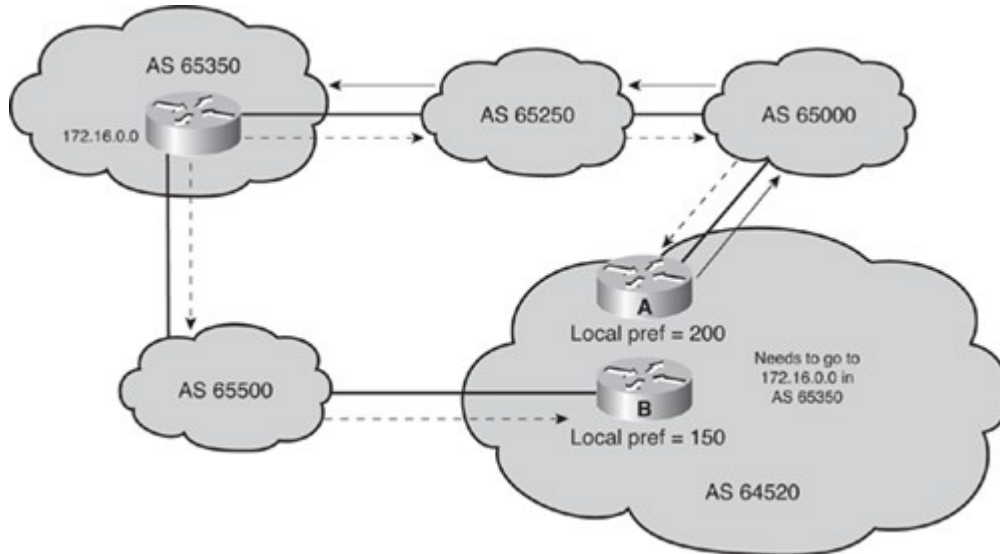 AS 65350
172.16.0.0
AS 65250
AS 65000
A
Local pref = 200
Needs to go to
172.16.0.0 in
AS 65350
AS 65500
B
Local pref = 150
AS 64520